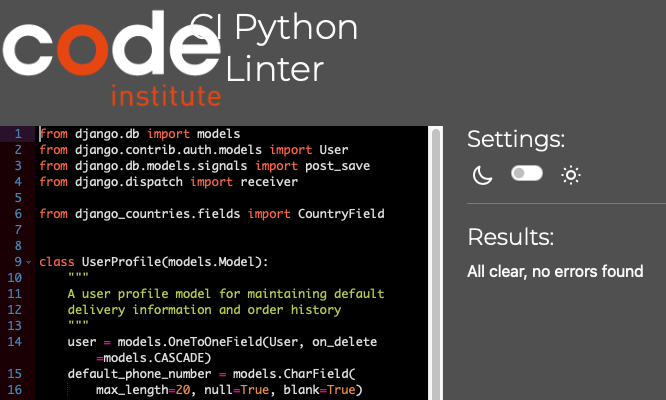 code
institute
CI Python
Linter
1 from django.db import models
2 from django.contrib.auth.models import User
3 from django.db.models.signals import post_save
4 from django.dispatch import receiver
5
6 from django_countries.fields import CountryField
7
8
9 class UserProfile(models.Model):
10 """
11 A user profile model for maintaining default
12 delivery information and order history
13 """
14 user = models.OneToOneField(User, on_delete
=models.CASCADE)
15 default_phone_number = models.CharField(
16 max_length=20, null=True, blank=True)
Settings:
Results:
All clear, no errors found